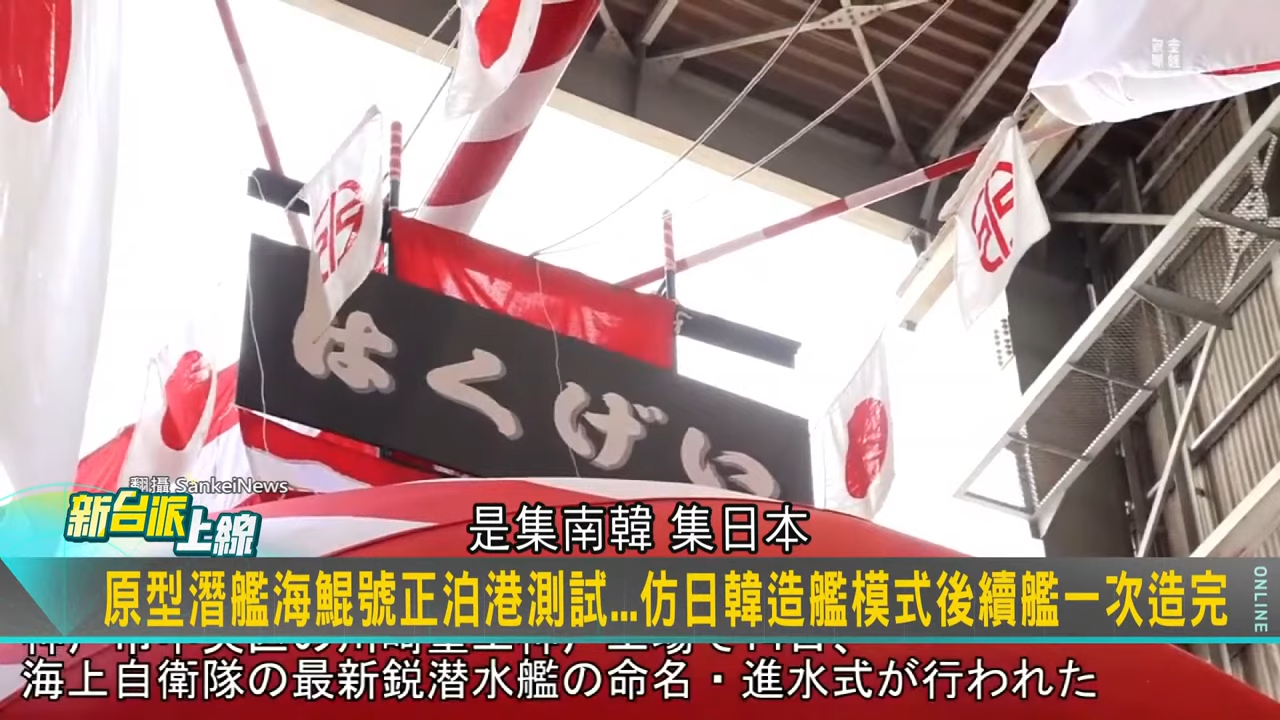 はくげい
翻攝 SankeiNews
新台派
上線
是集南韓 集日本
原型潛艦海鯤號正泊港測試...仿日韓造艦模式後續艦一次造完
ONLINE
海上自衛隊の最新鋭潜水艦の命名・進水式が行われた